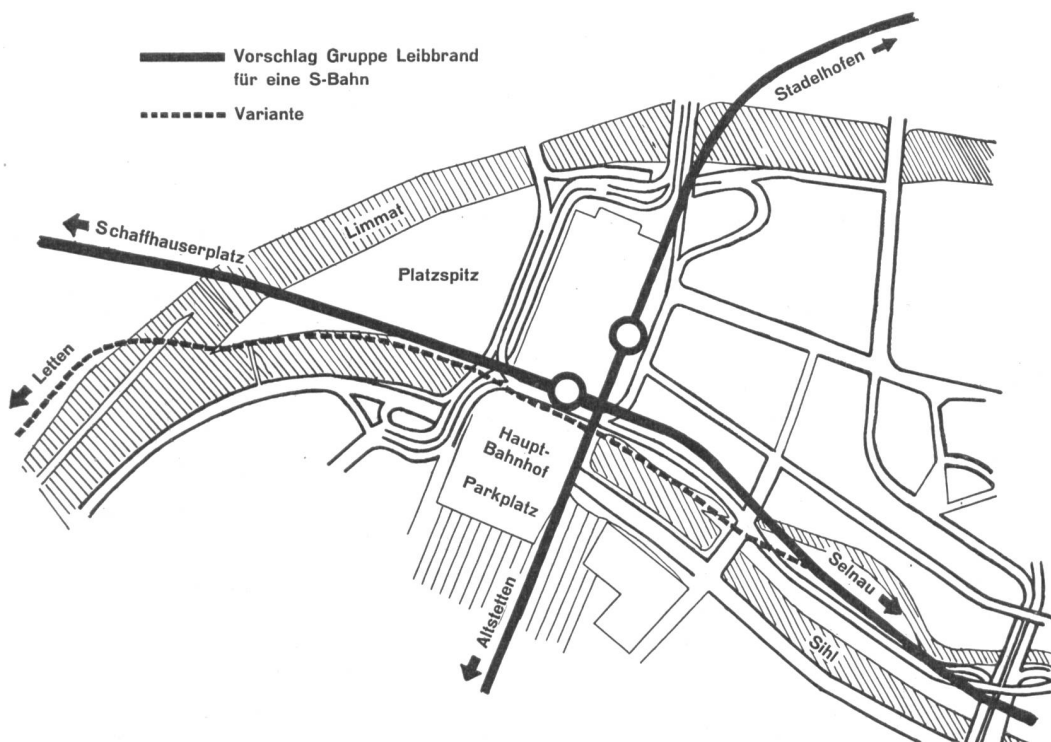 Vorschlag Gruppe Leibbrand
für eine S-Bahn
Variante
Stadelhofen
Schaffhauserplatz
Limmat
Platzspitz
Letten
Haupt-
Bahnhof
Parkplatz
Selnau
Altstetten
Sihl